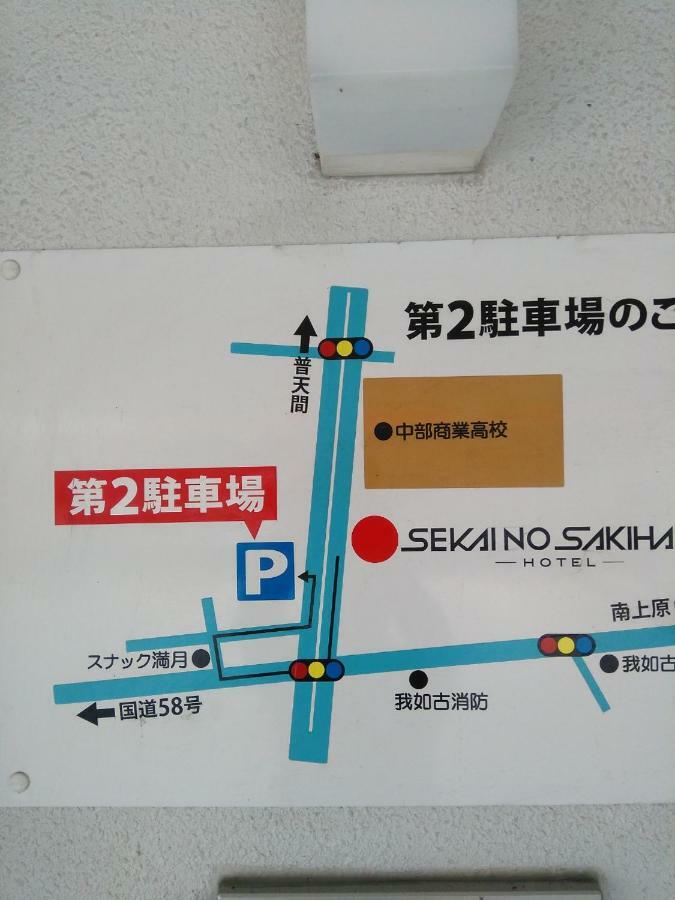 第2駐車場のご
普天間
中部商業高校
第2駐車場
P
SEKAI NO SAKIHA
HOTEL
南上原
スナック満月
我如古
国道58号
我如古消防